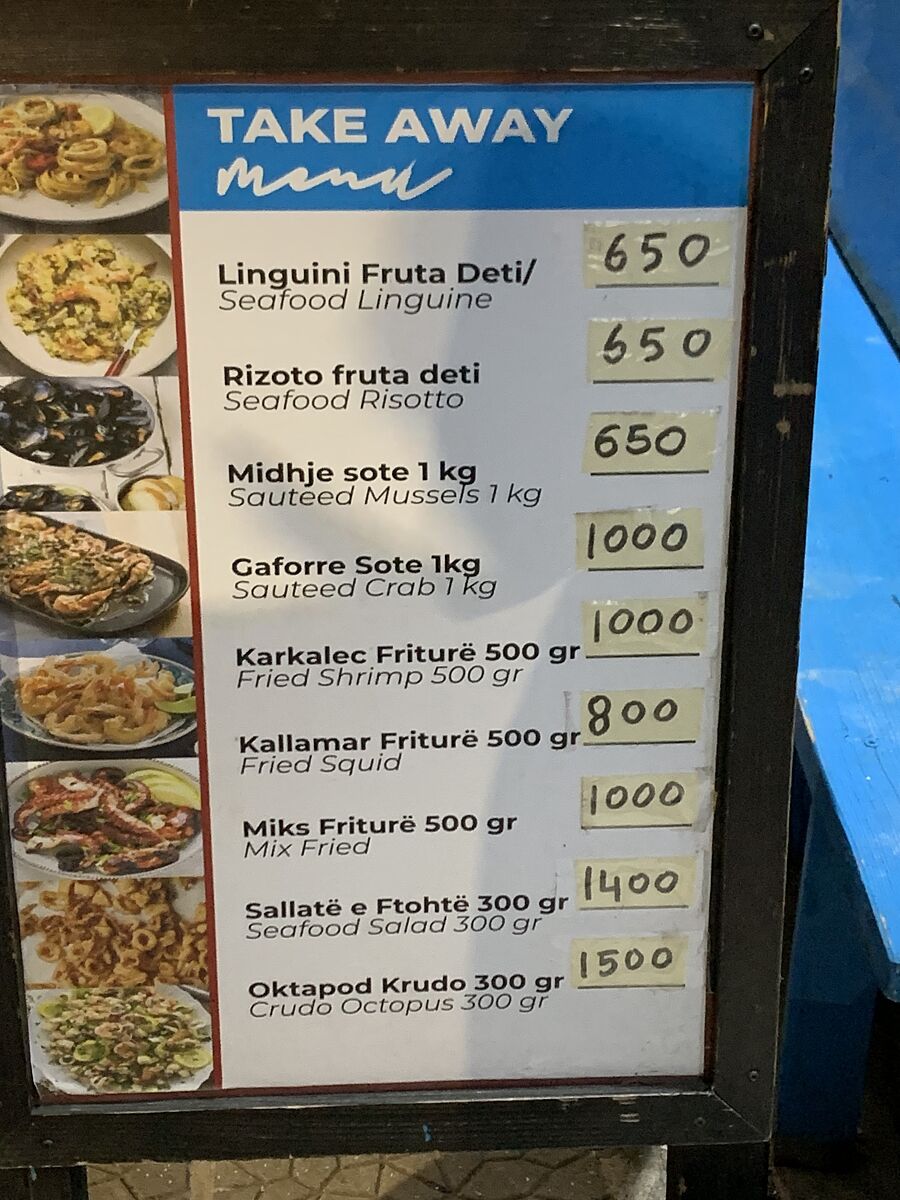 TAKE AWAY
menu
Linguini Fruta Deti/ 650
Seafood Linguine
Rizoto fruta deti 650
Seafood Risotto
Midhje sote 1 kg 650
Sauteed Mussels 1 kg
Gaforre Sote 1kg 1000
Sauteed Crab 1 kg
Karkalec Friturë 500 gr 1000
Fried Shrimp 500 gr
Kallamar Friturë 500 gr 800
Fried Squid
Miks Friturë 500 gr 1000
Mix Fried
Sallatë e Ftohtë 300 gr 1400
Seafood Salad 300 gr
Oktapod Krudo 300 gr 1500
Crudo Octopus 300 gr